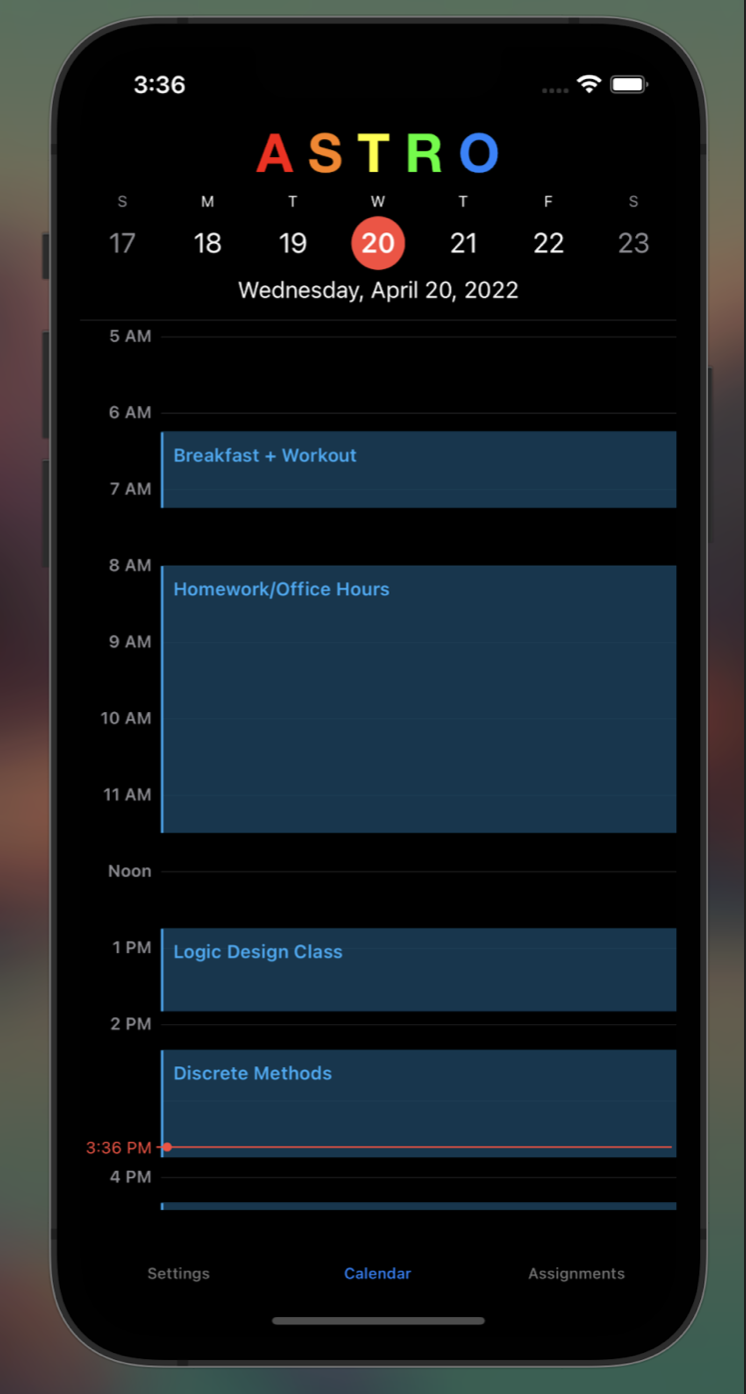 3:36
ASTRO
S M T W T F S
17 18 19 20 21 22 23
Wednesday, April 20, 2022
5 AM
6 AM
Breakfast + Workout
7 AM
8 AM
Homework/Office Hours
9 AM
10 AM
11 AM
Noon
1 PM
Logic Design Class
2 PM
Discrete Methods
3:36 PM
4 PM
Settings Calendar Assignments